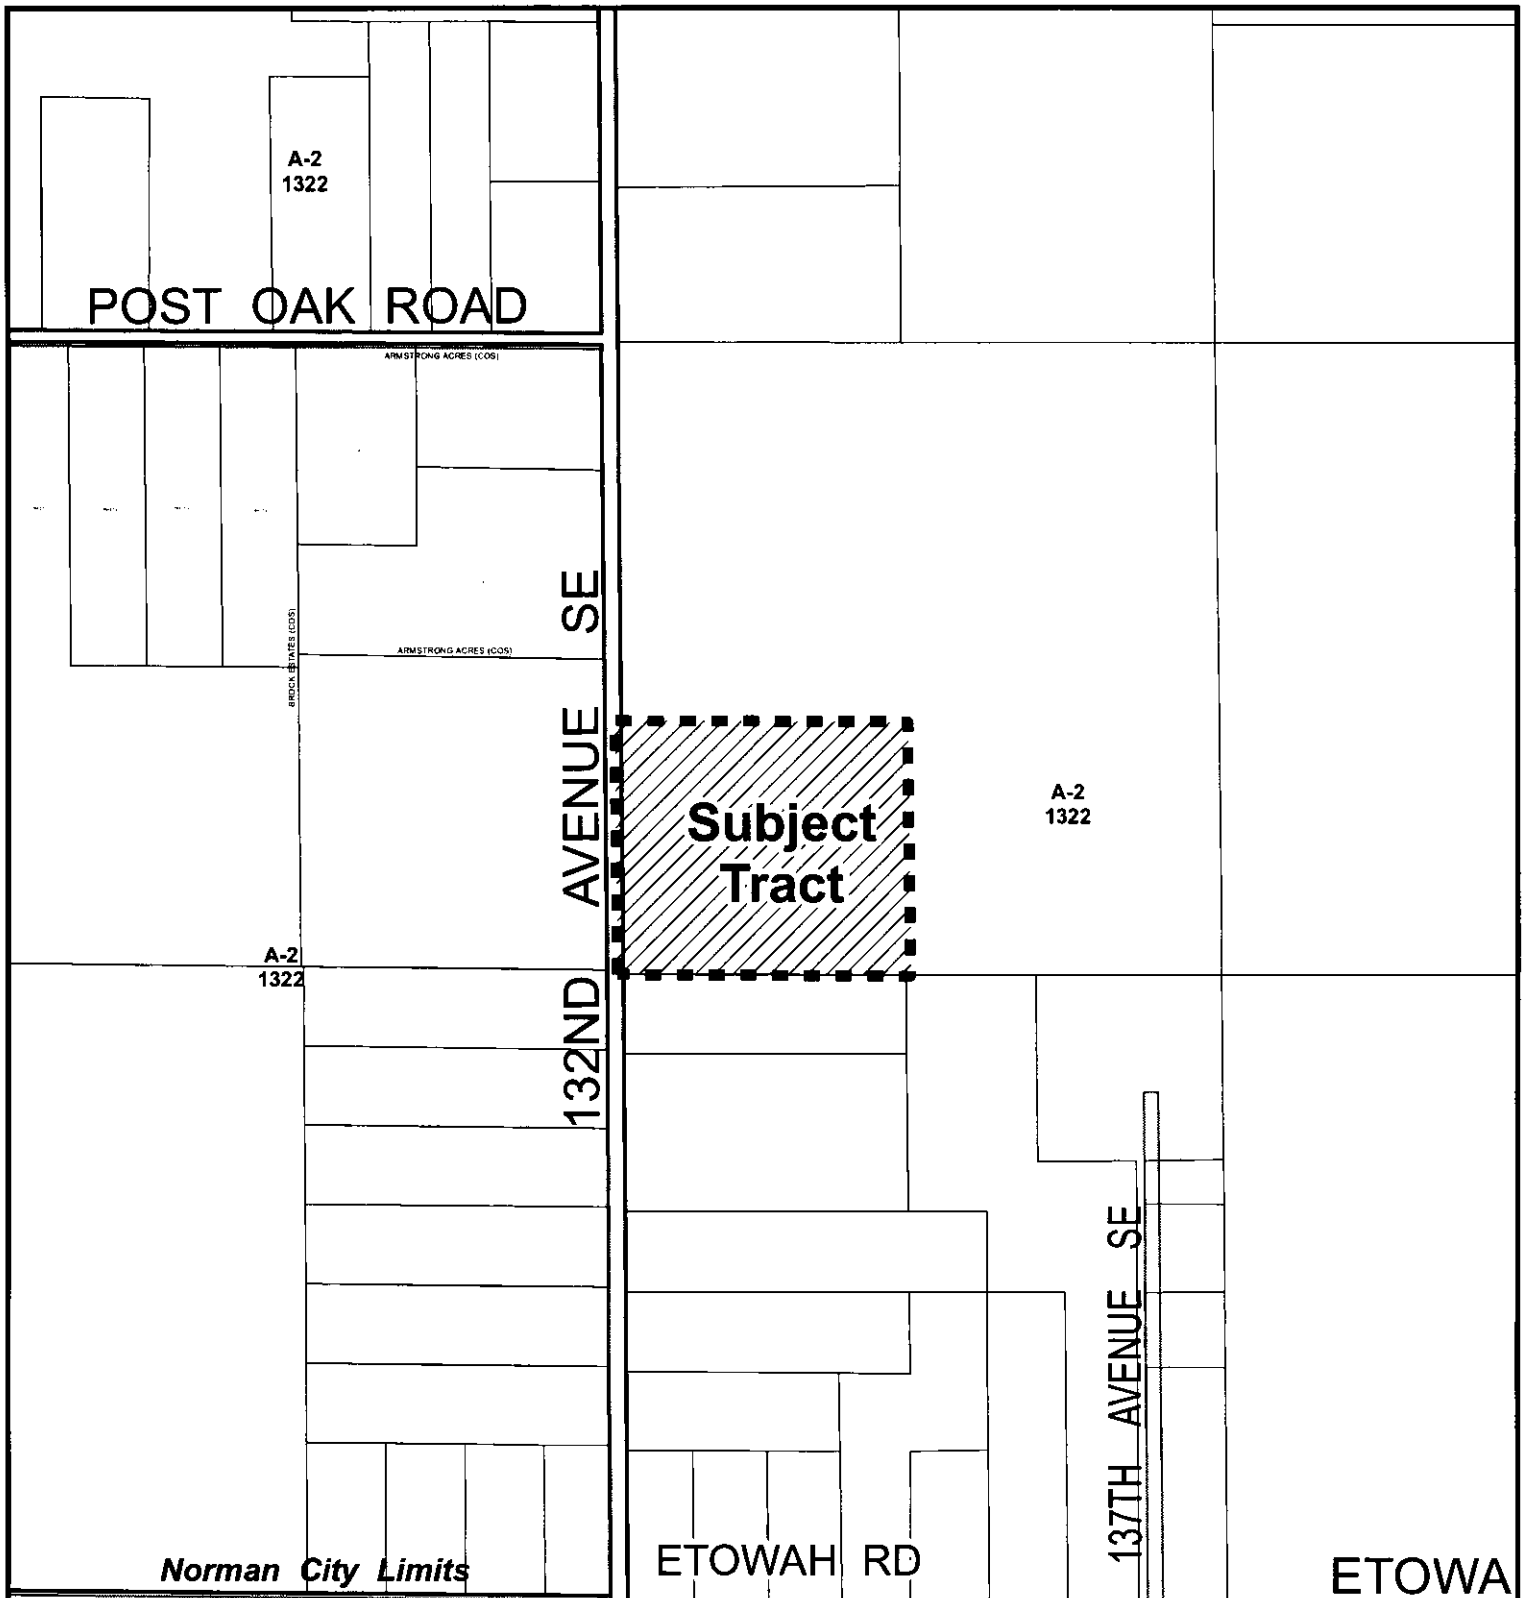 A-2
1322
POST OAK ROAD
ARMSTRONG ACRES (COS)
BROCK ESTATES (COS)
ARMSTRONG ACRES (COS)
132ND AVENUE SE
Subject
Tract
A-2
1322
A-2
1322
137TH AVENUE SE
Norman City Limits
ETOWAH RD
ETOWA